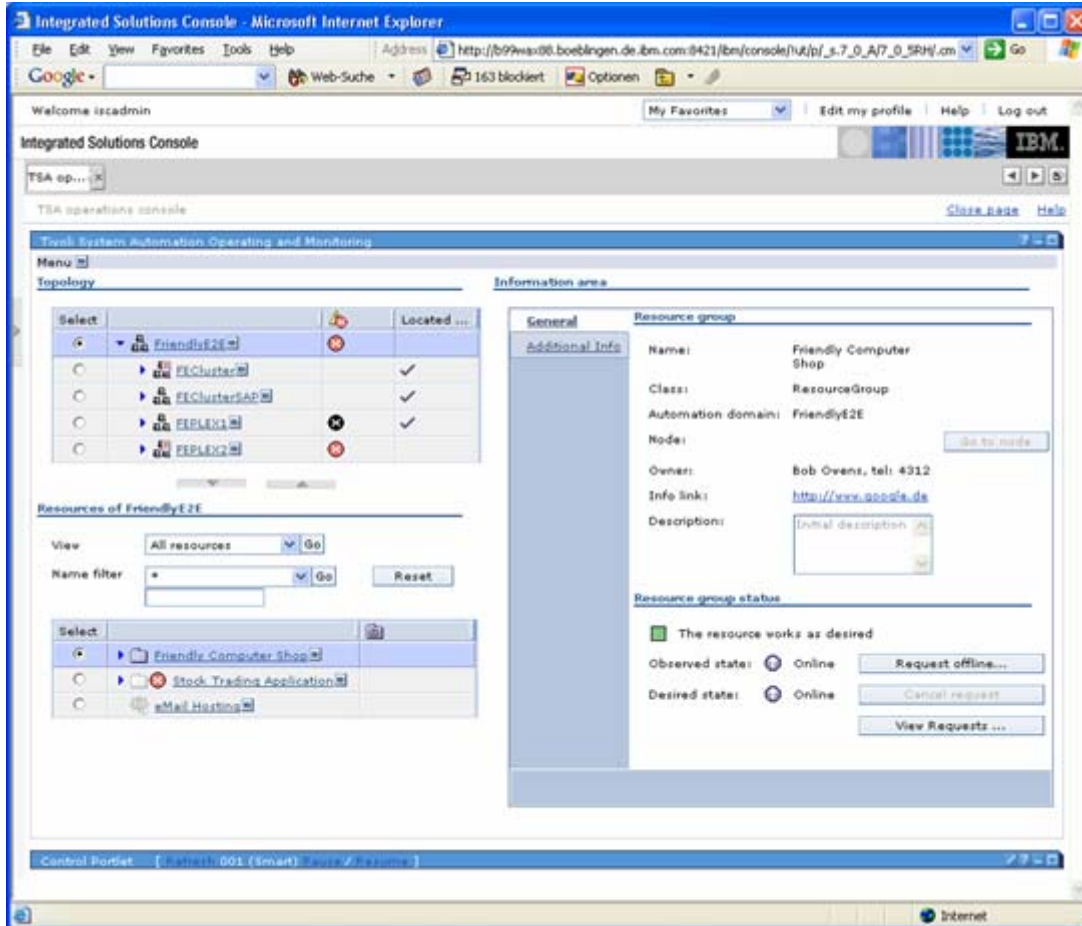 Integrated Solutions Console - Microsoft Internet Explorer
File Edit View Favorites Tools Help
Address http://b99wax08.boeblingen.de.ibm.com:8421/ibm/console/!ut/p/_s.7_0_A/7_0_5RH/.cm Go
Google Web-Suche 163 blockiert Optionen
Welcome iscadmin
My Favorites Edit my profile Help Log out
Integrated Solutions Console
IBM.
TSA op...
TSA operations console
Close page Help
Tivoli System Automation Operating and Monitoring
Menu
Topology
Select Located ...
FriendlyE2E
FECluster
FEClusterSAP
FEPLEX1
FEPLEX2
Resources of FriendlyE2E
View All resources Go
Name filter * Go Reset
Select
Friendly Computer Shop
Stock Trading Application
eMail Hosting
Information area
General
Additional Info
Resource group
Name: Friendly Computer
Shop
Class: ResourceGroup
Automation domain: FriendlyE2E
Node: Go to node
Owner: Bob Owens, tel: 4312
Info link: http://www.google.de
Description: Initial description
Resource group status
The resource works as desired
Observed state: Online Request offline...
Desired state: Online Cancel request
View Requests ...
Control Portlet [ Refresh 001 (Smart) Pause / Resume ]
Internet